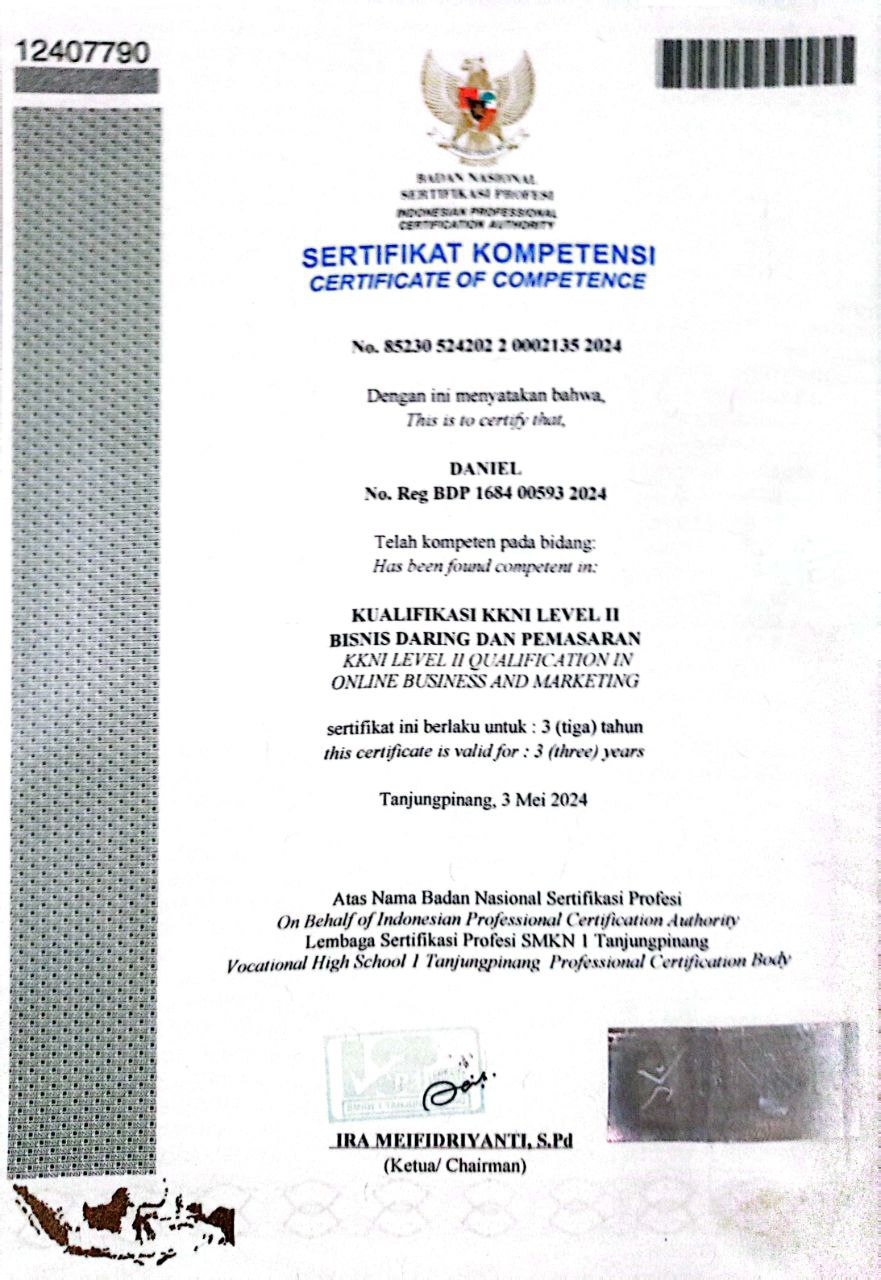 12407790
BADAN NASIONAL
SERTIFIKASI PROFESI
INDONESIAN PROFESSIONAL
CERTIFICATION AUTHORITY
SERTIFIKAT KOMPETENSI
CERTIFICATE OF COMPETENCE
No. 85230 524202 2 0002135 2024
Dengan ini menyatakan bahwa,
This is to certify that,
DANIEL
No. Reg BDP 1684 00593 2024
Telah kompeten pada bidang:
Has been found competent in:
KUALIFIKASI KKNI LEVEL II
BISNIS DARING DAN PEMASARAN
KKNI LEVEL II QUALIFICATION IN
ONLINE BUSINESS AND MARKETING
sertifikat ini berlaku untuk : 3 (tiga) tahun
this certificate is valid for : 3 (three) years
Tanjungpinang, 3 Mei 2024
Atas Nama Badan Nasional Sertifikasi Profesi
On Behalf of Indonesian Professional Certification Authority
Lembaga Sertifikasi Profesi SMKN 1 Tanjungpinang
Vocational High School 1 Tanjungpinang Professional Certification Body
IRA MEIFIDRIYANTI, S.Pd
(Ketua/ Chairman)